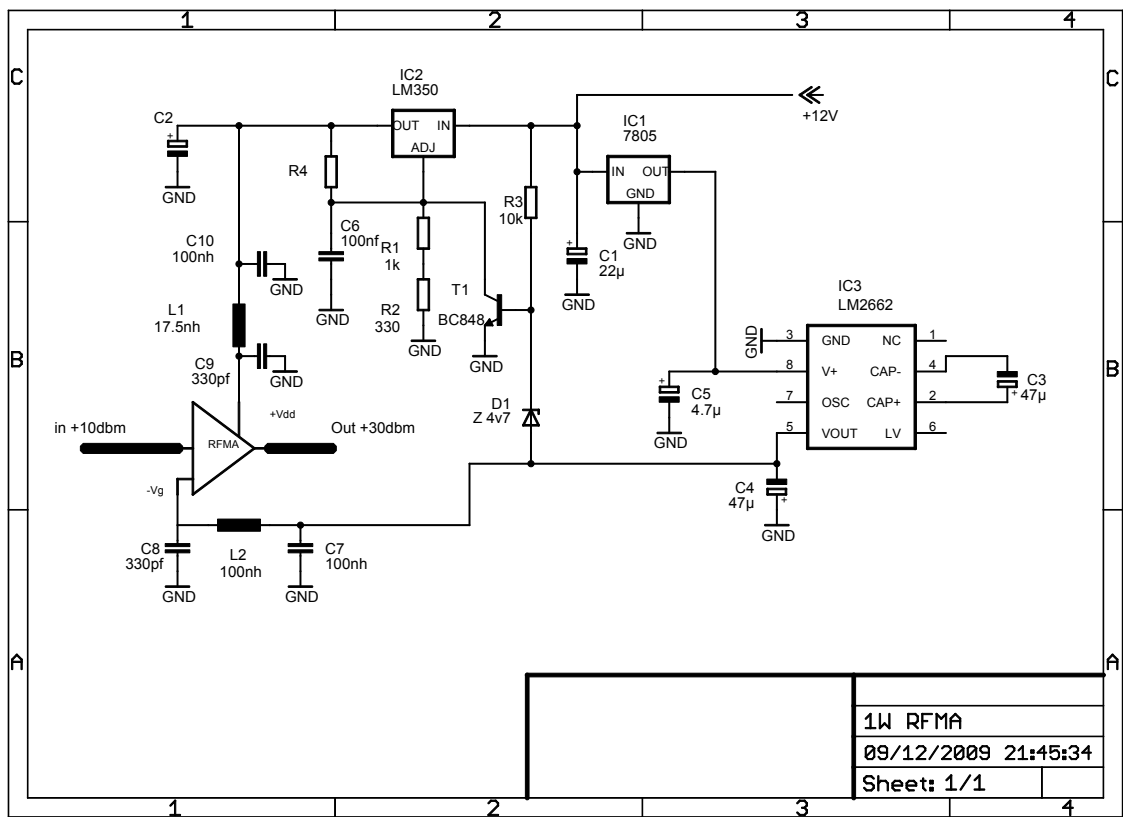 1 2 3 4
C C
IC2
LM350
OUT IN
ADJ
C2
+
GND
R4
+12V
IC1
7805
IN OUT
GND
GND
R3
10k
C6
100nf
GND
R1
1k
R2
330
GND
C10
100nh
GND
L1
17.5nh
C9
330pf
GND
+
C1
22µ
GND
T1
BC848
GND
IC3
LM2662
GND
3 GND NC 1
8 V+ CAP- 4
7 OSC CAP+ 2
5 VOUT LV 6
C3
47µ
+
B B
+
C5
4.7µ
GND
D1
Z 4v7
+Vdd
in +10dbm
RFMA
Out +30dbm
-Vg
C4
47µ
+
GND
C8
330pf
GND
L2
100nh
C7
100nh
GND
A A
1W RFMA
09/12/2009 21:45:34
Sheet: 1/1
1 2 3 4